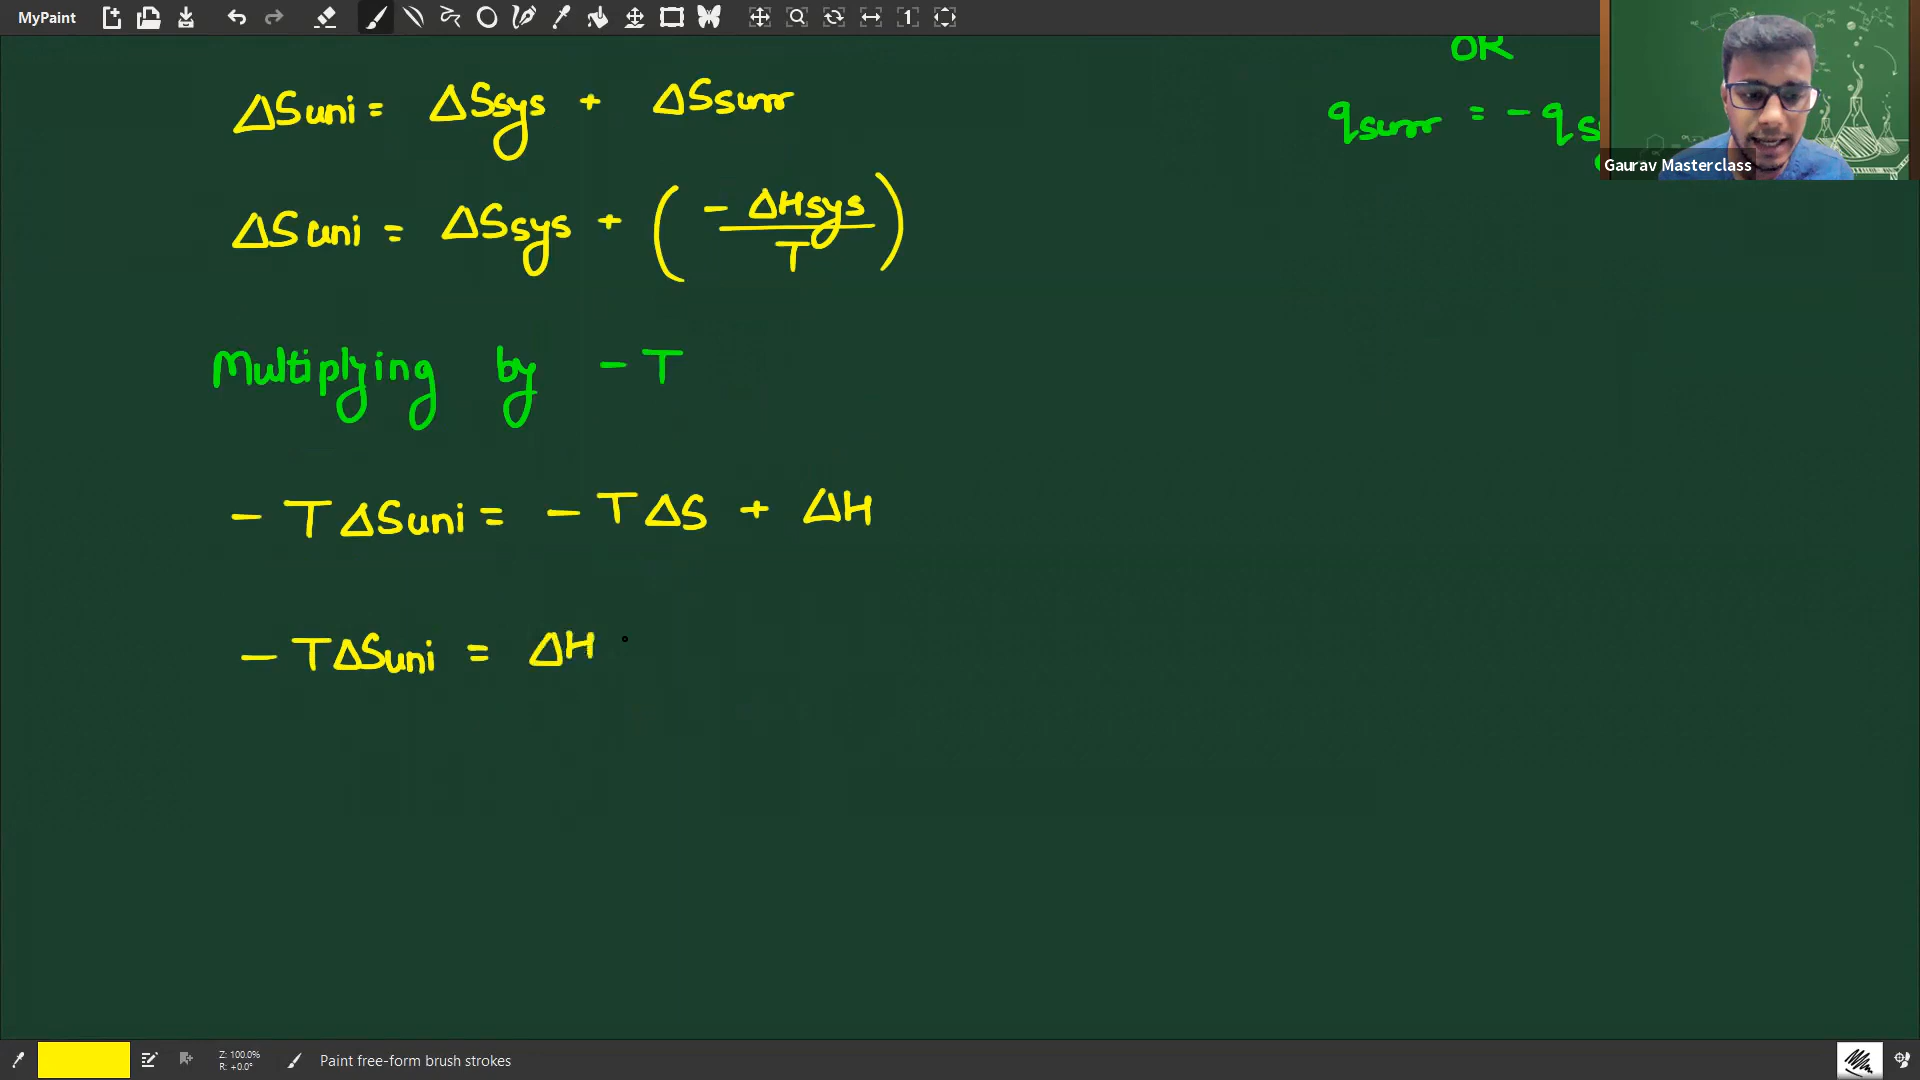 MyPaint
OR
ΔSuni = ΔSsys + ΔSsurr
qsurr = - qs
Gaurav Masterclass
ΔSuni = ΔSsys + ( - ΔHsys / T )
Multiplying by - T
- TΔSuni = - TΔS + ΔH
- TΔSuni = ΔH
Z: 100.0%
R: +0.0°
Paint free-form brush strokes